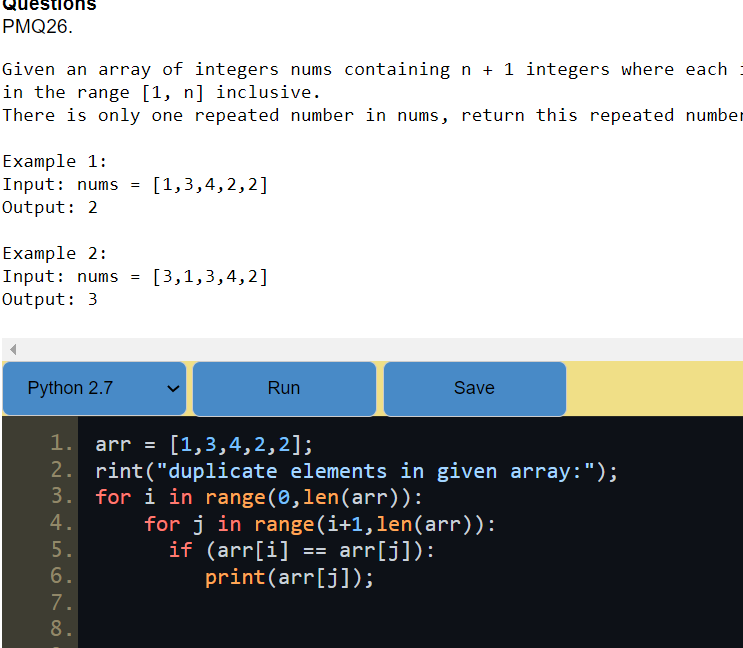 Questions
PMQ26.
Given an array of integers nums containing n + 1 integers where each
in the range [1, n] inclusive.
There is only one repeated number in nums, return this repeated number
Example 1:
Input: nums = [1,3,4,2,2]
Output: 2
Example 2:
Input: nums = [3,1,3,4,2]
Output: 3
Python 2.7 Run Save
1. arr = [1,3,4,2,2];
2. rint("duplicate elements in given array:");
3. for i in range(0,len(arr)):
4. for j in range(i+1,len(arr)):
5. if (arr[i] == arr[j]):
6. print(arr[j]);
7.
8.